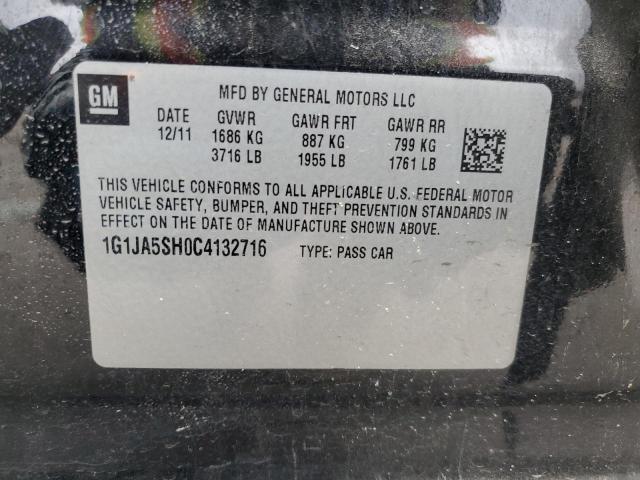 GM
MFD BY GENERAL MOTORS LLC
DATE GVWR GAWR FRT GAWR RR
12/11 1686 KG 887 KG 799 KG
3716 LB 1955 LB 1761 LB
THIS VEHICLE CONFORMS TO ALL APPLICABLE U.S. FEDERAL MOTOR
VEHICLE SAFETY, BUMPER, AND THEFT PREVENTION STANDARDS IN
EFFECT ON THE DATE OF MANUFACTURE SHOWN ABOVE.
1G1JA5SH0C4132716 TYPE: PASS CAR